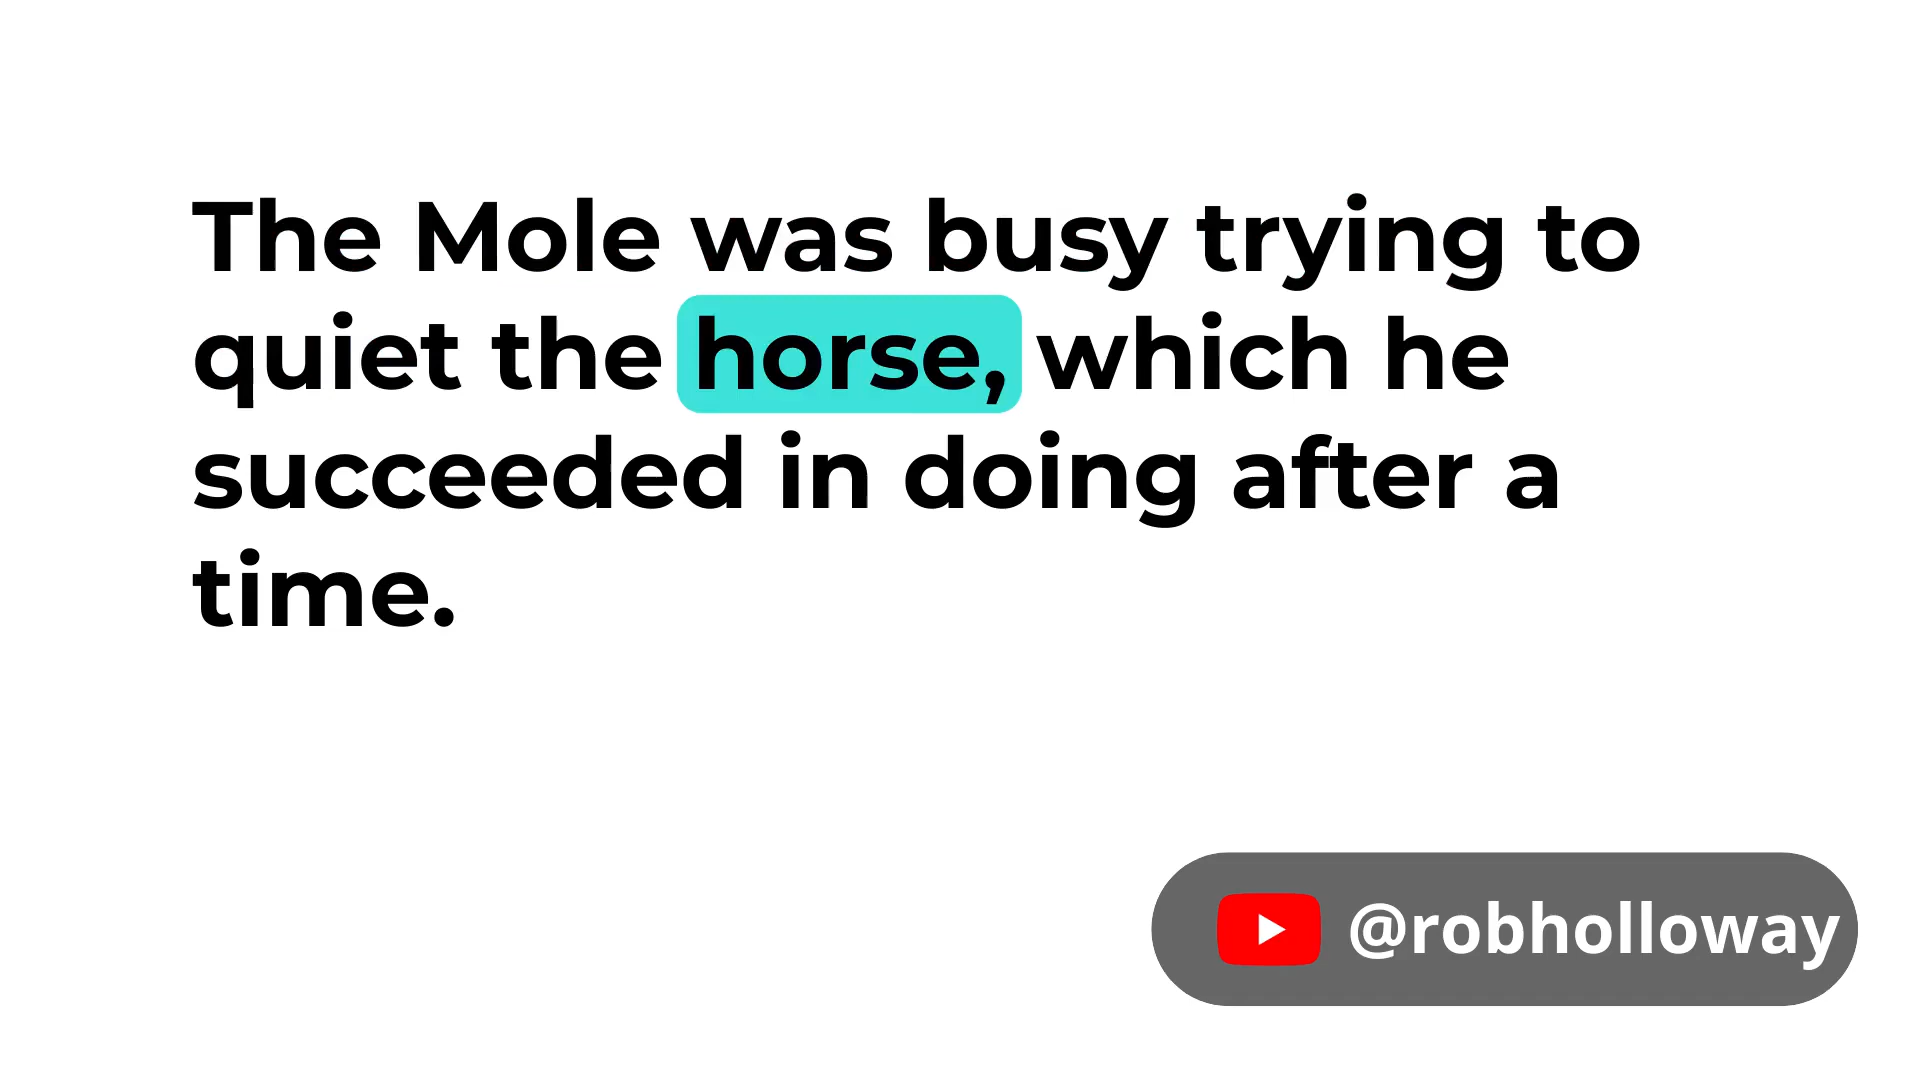 The Mole was busy trying to
quiet the horse, which he
succeeded in doing after a
time.
@robholloway